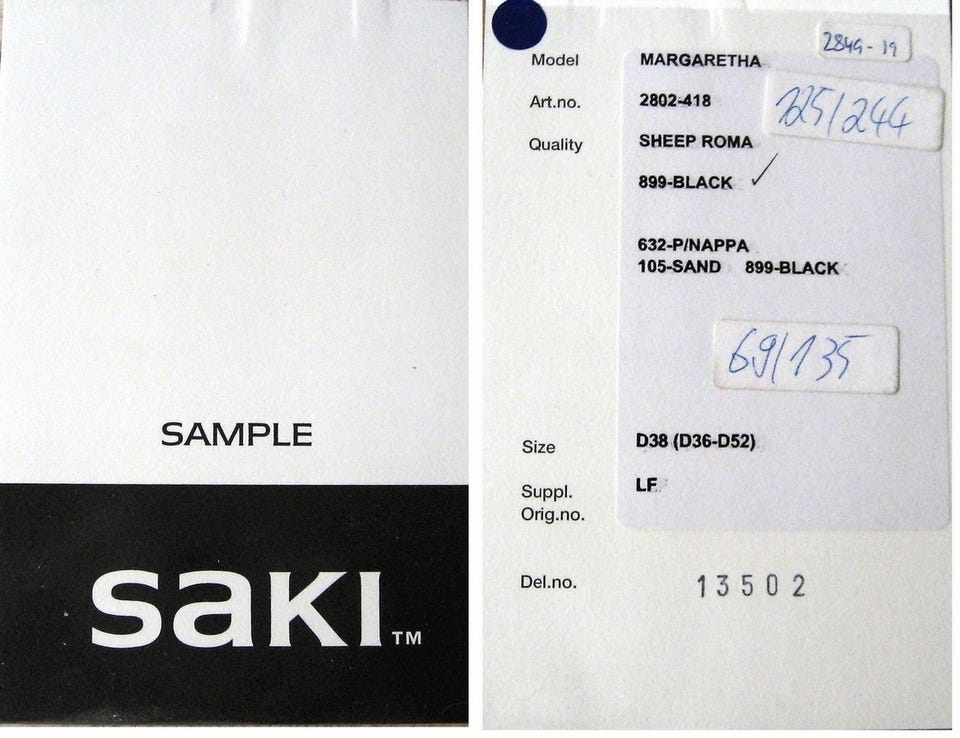 SAMPLE
saki™
2849-19
Model MARGARETHA
Art.no. 2802-418
225/244
Quality SHEEP ROMA
899-BLACK ✓
632-P/NAPPA
105-SAND 899-BLACK
69/135
Size D38 (D36-D52)
Suppl. LF
Orig.no.
Del.no. 13502